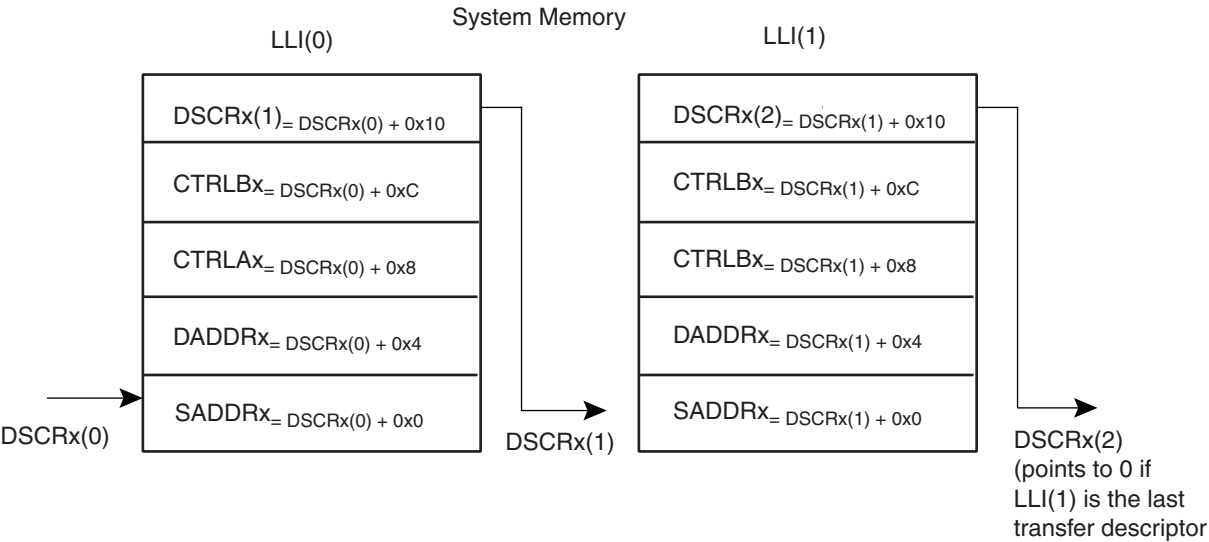 System Memory
LLI(0)
LLI(1)
DSCRx(1)= DSCRx(0) + 0x10
DSCRx(2)= DSCRx(1) + 0x10
CTRLBx= DSCRx(0) + 0xC
CTRLBx= DSCRx(1) + 0xC
CTRLAx= DSCRx(0) + 0x8
CTRLBx= DSCRx(1) + 0x8
DADDRx= DSCRx(0) + 0x4
DADDRx= DSCRx(1) + 0x4
SADDRx= DSCRx(0) + 0x0
SADDRx= DSCRx(1) + 0x0
DSCRx(0)
DSCRx(1)
DSCRx(2)
(points to 0 if
LLI(1) is the last
transfer descriptor